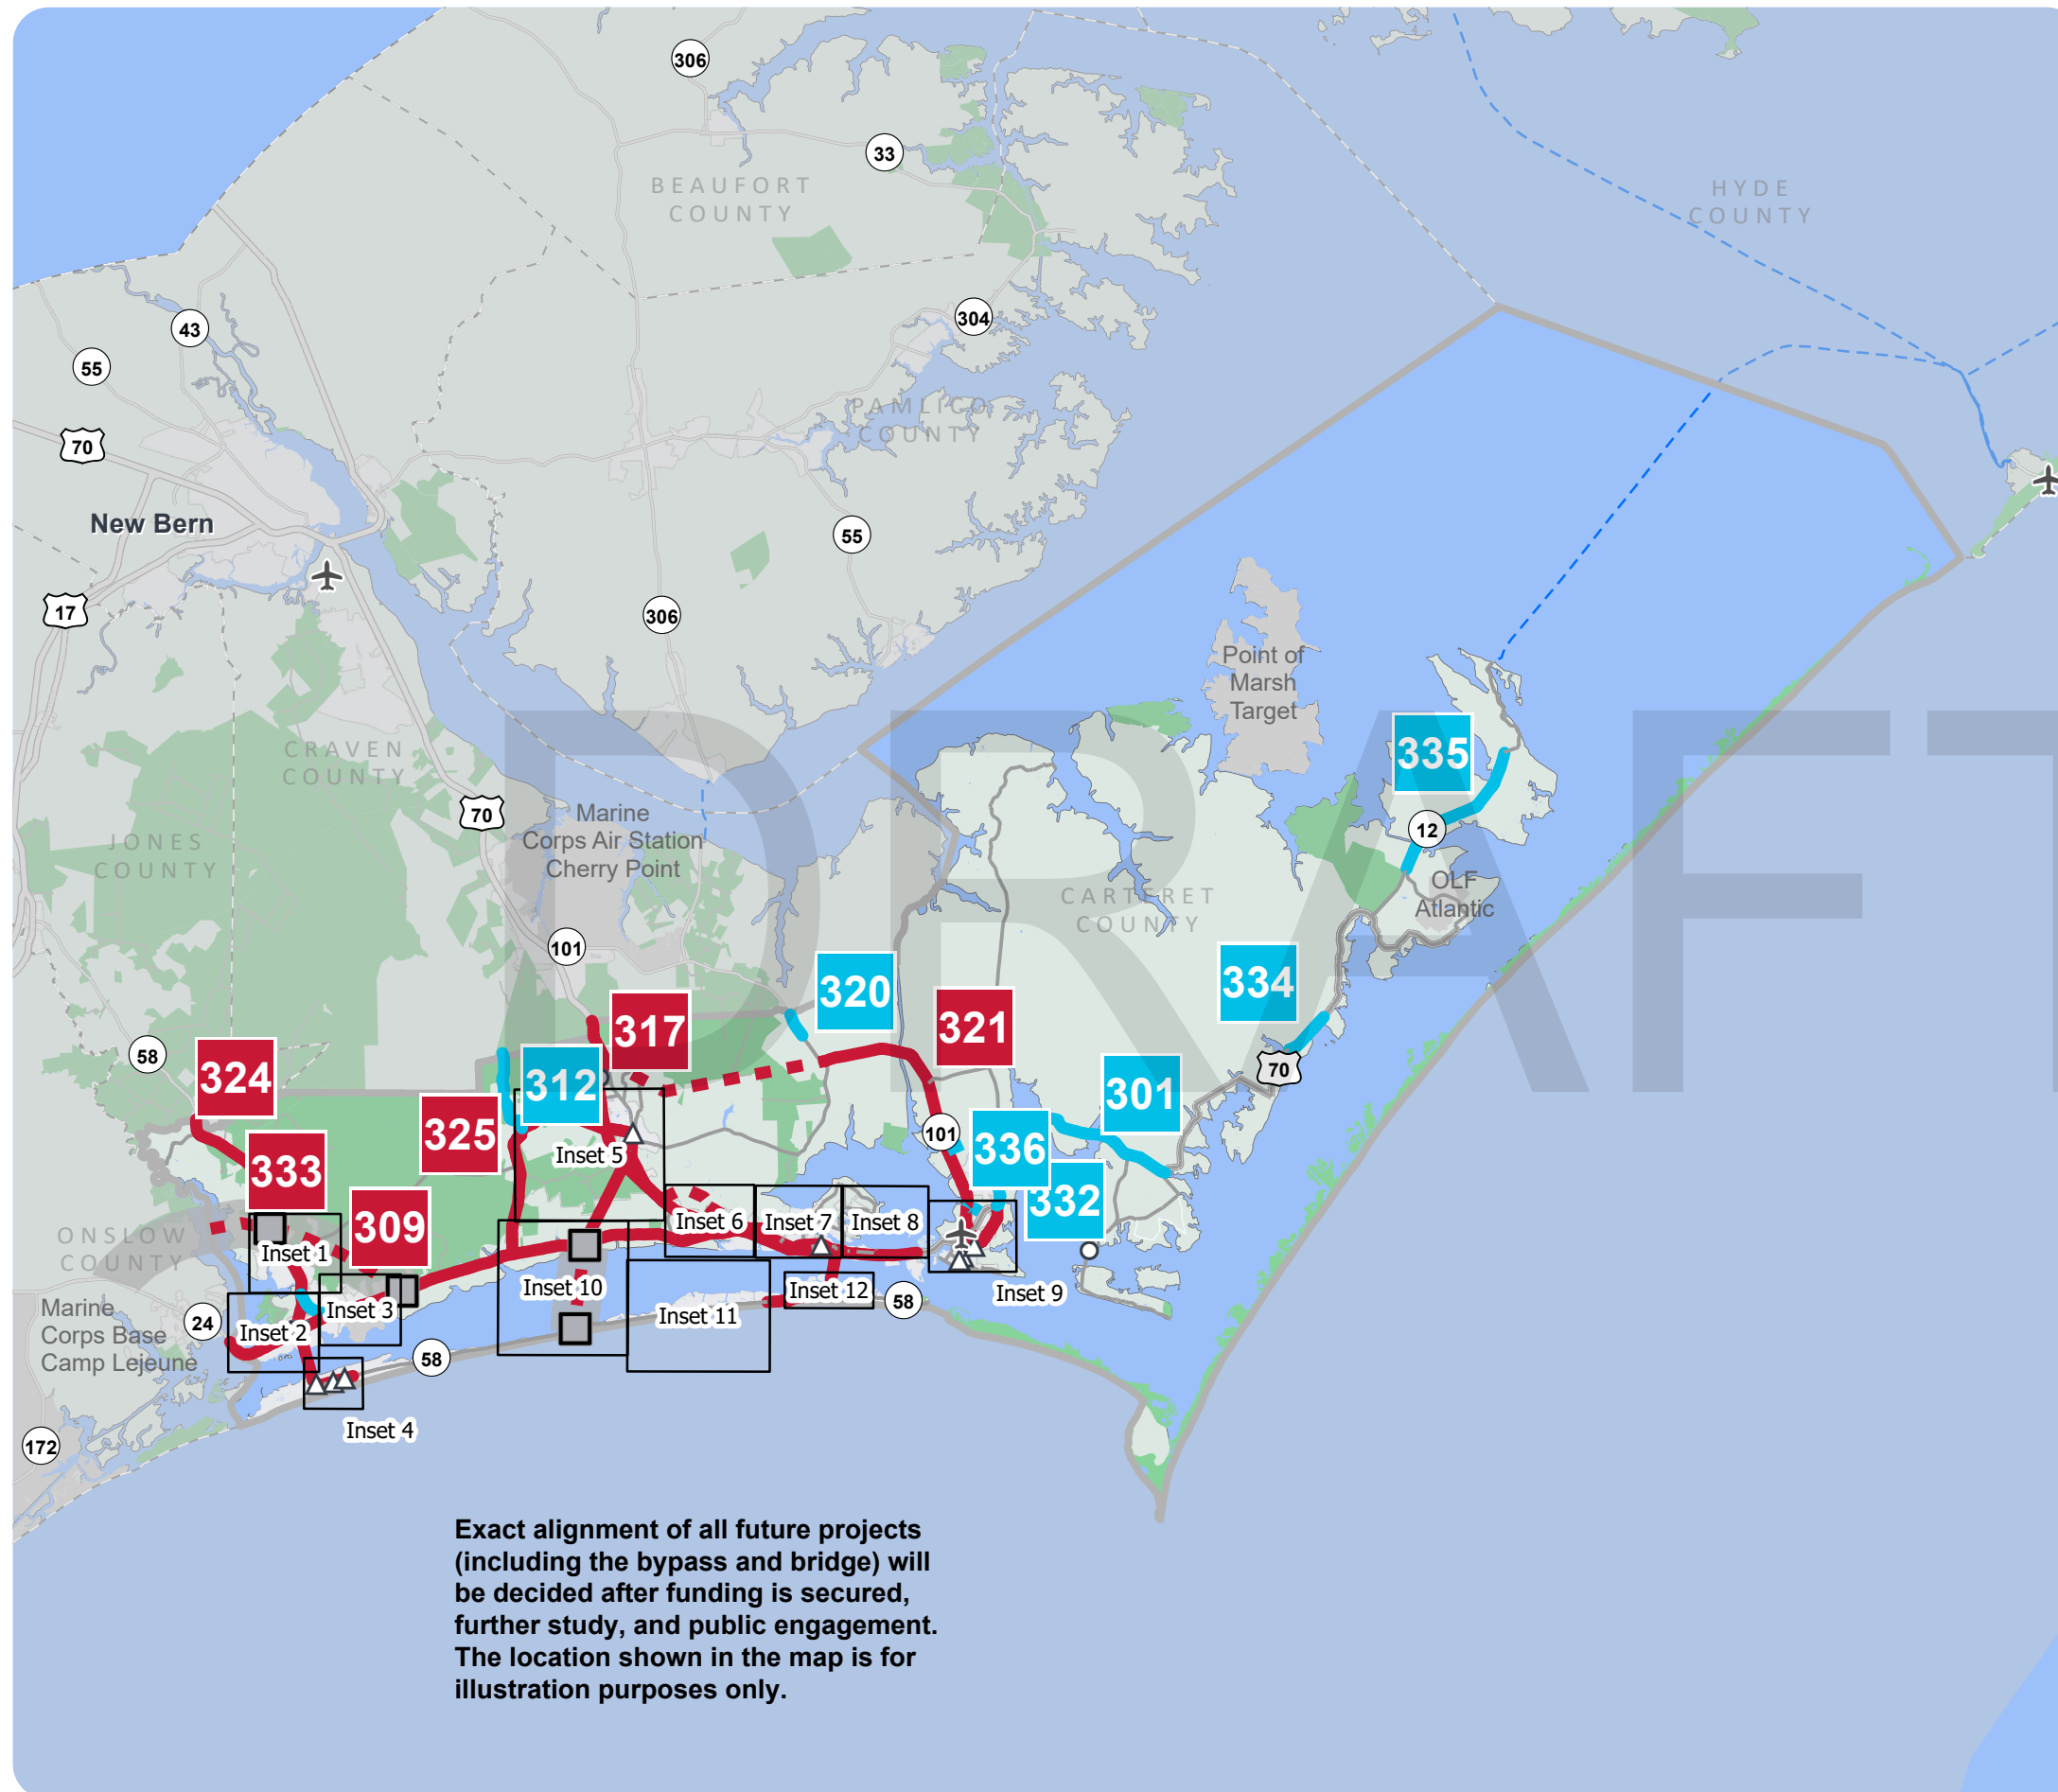 306
33
BEAUFORT
COUNTY
HYDE
COUNTY
304
43
55
PAMLICO
COUNTY
70
New Bern
55
17
306
Point of
Marsh
Target
DRAFT
335
CRAVEN
COUNTY
70
Marine
Corps Air Station
Cherry Point
12
JONES
COUNTY
OLF
Atlantic
CARTERET
COUNTY
101
334
320
317
321
58
324
312
70
301
325
101
336
333
Inset 5
332
309
Inset 6
Inset 7
Inset 8
ONSLOW
COUNTY
Inset 1
Inset 10
Inset 12
Inset 9
58
Marine
Corps Base
Camp Lejeune
24
Inset 3
Inset 2
Inset 11
58
Inset 4
172
Exact alignment of all future projects
(including the bypass and bridge) will
be decided after funding is secured,
further study, and public engagement.
The location shown in the map is for
illustration purposes only.